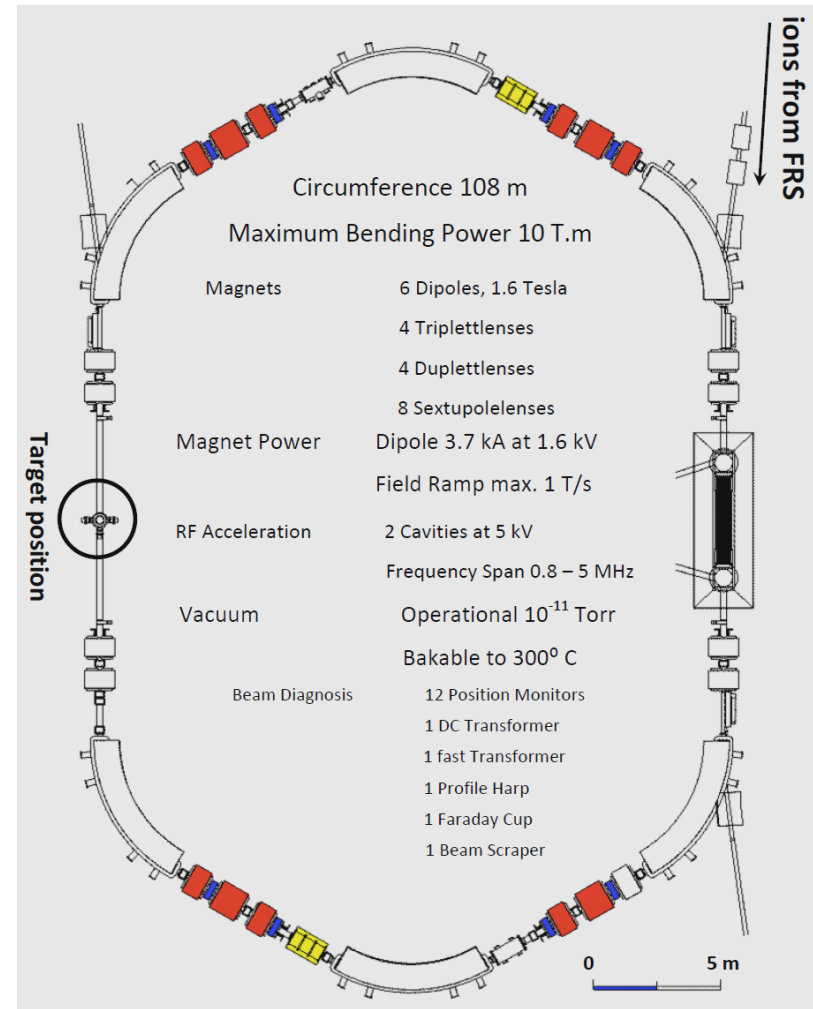 ions from FRS
Circumference 108 m
Maximum Bending Power 10 T.m
Magnets 6 Dipoles, 1.6 Tesla
4 Triplettlenses
4 Duplettlenses
8 Sextupolelenses
Magnet Power Dipole 3.7 kA at 1.6 kV
Field Ramp max. 1 T/s
Target position
RF Acceleration 2 Cavities at 5 kV
Frequency Span 0.8 – 5 MHz
Vacuum Operational 10⁻¹¹ Torr
Bakable to 300⁰ C
Beam Diagnosis 12 Position Monitors
1 DC Transformer
1 fast Transformer
1 Profile Harp
1 Faraday Cup
1 Beam Scraper
0 5 m